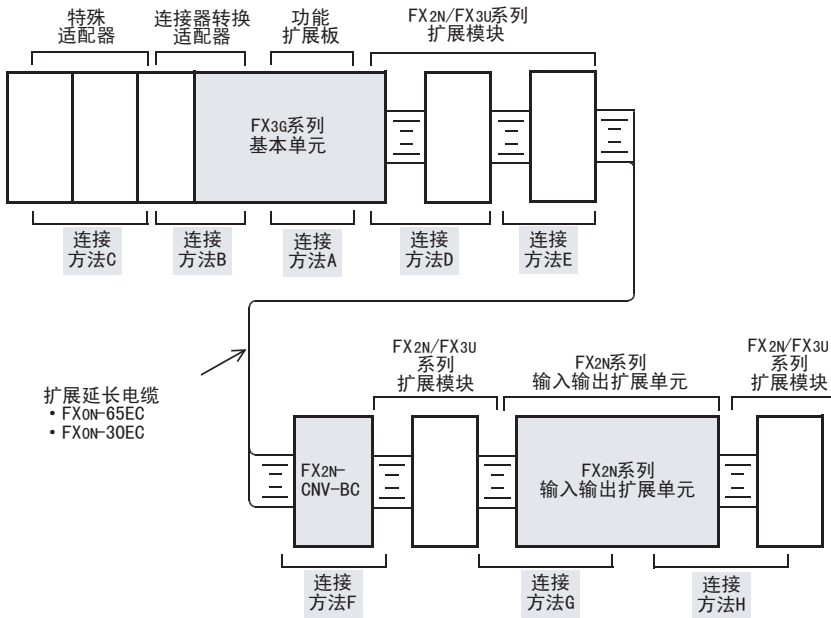 特殊
适配器
连接器转换
适配器
功能
扩展板
FX2N/FX3U系列
扩展模块
FX3G系列
基本单元
连接
方法C
连接
方法B
连接
方法A
连接
方法D
连接
方法E
扩展延长电缆
・FX0N-65EC
・FX0N-30EC
FX2N/FX3U
系列
扩展模块
FX2N系列
输入输出扩展单元
FX2N/FX3U
系列
扩展模块
FX2N-
CNV-BC
FX2N系列
输入输出扩展单元
连接
方法F
连接
方法G
连接
方法H